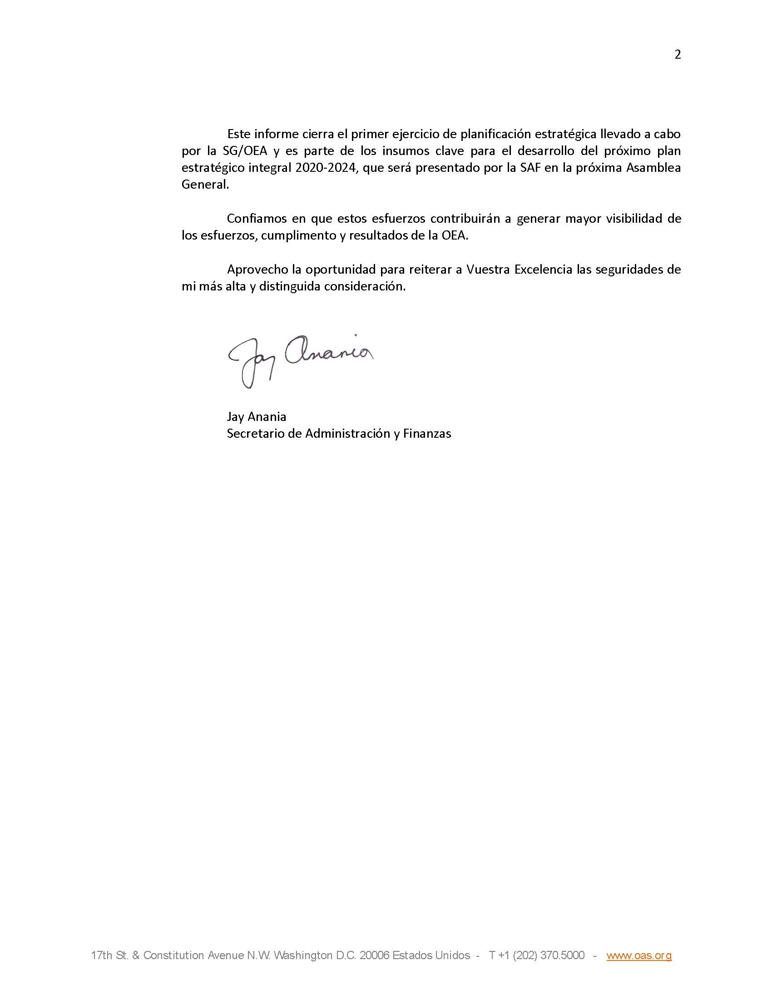 2
Este informe cierra el primer ejercicio de planificación estratégica llevado a cabo
por la SG/OEA y es parte de los insumos clave para el desarrollo del próximo plan
estratégico integral 2020-2024, que será presentado por la SAF en la próxima Asamblea
General.
Confiamos en que estos esfuerzos contribuirán a generar mayor visibilidad de
los esfuerzos, cumplimento y resultados de la OEA.
Aprovecho la oportunidad para reiterar a Vuestra Excelencia las seguridades de
mi más alta y distinguida consideración.
Jay Anania
Jay Anania
Secretario de Administración y Finanzas
17th St. & Constitution Avenue N.W. Washington D.C. 20006 Estados Unidos - T +1 (202) 370.5000 - www.oas.org